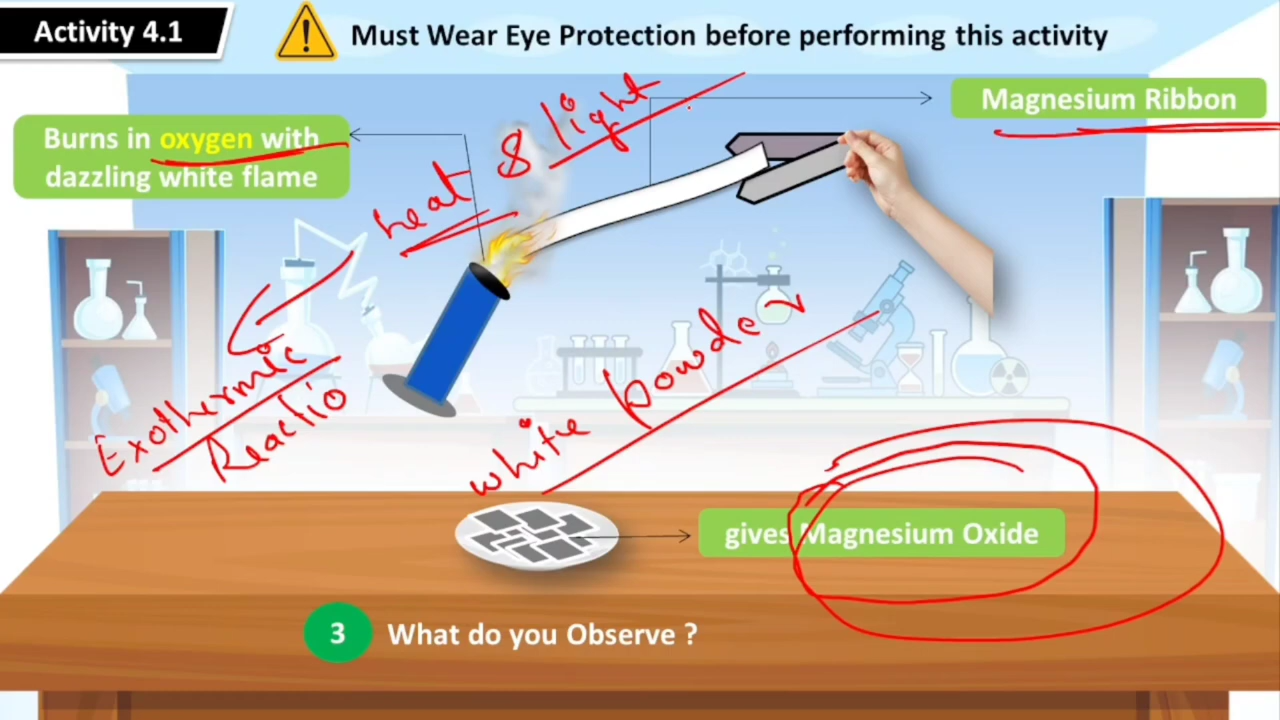 Activity 4.1
Must Wear Eye Protection before performing this activity
Magnesium Ribbon
Burns in oxygen with
dazzling white flame
heat & light
Exothermic
Reactio
white powder
gives Magnesium Oxide
3 What do you Observe ?